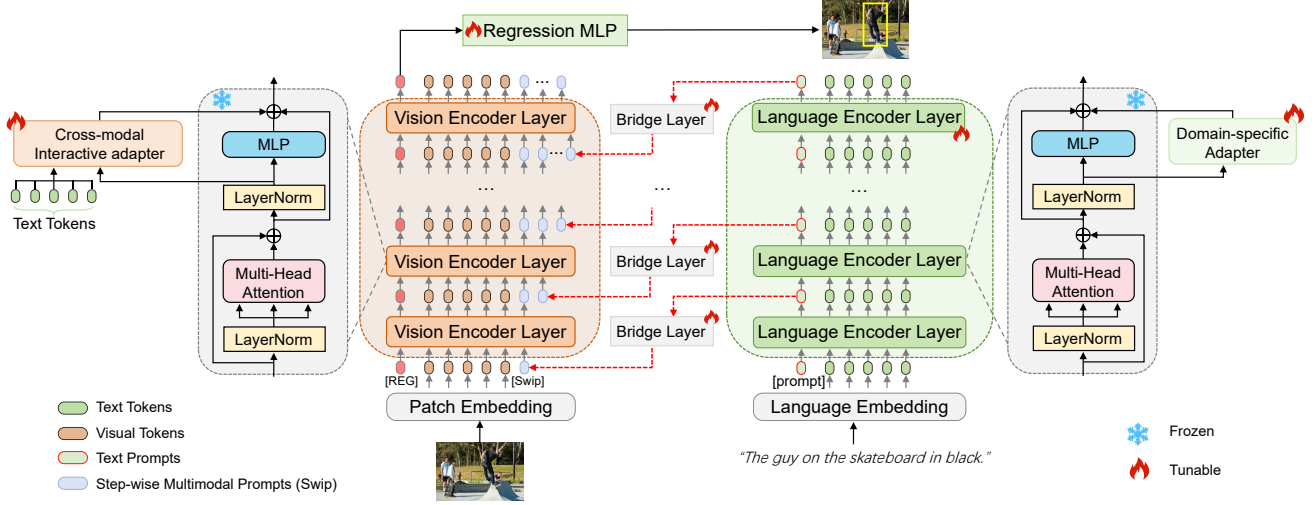 Regression MLP
Cross-modal
Interactive adapter
Text Tokens
MLP
LayerNorm
Multi-Head
Attention
LayerNorm
...
Vision Encoder Layer
...
...
Vision Encoder Layer
Vision Encoder Layer
[REG]
[Swip]
Patch Embedding
Bridge Layer
...
Bridge Layer
Bridge Layer
Language Encoder Layer
...
Language Encoder Layer
Language Encoder Layer
[prompt]
Language Embedding
"The guy on the skateboard in black."
MLP
LayerNorm
Multi-Head
Attention
LayerNorm
Domain-specific
Adapter
Text Tokens
Visual Tokens
Text Prompts
Step-wise Multimodal Prompts (Swip)
Frozen
Tunable